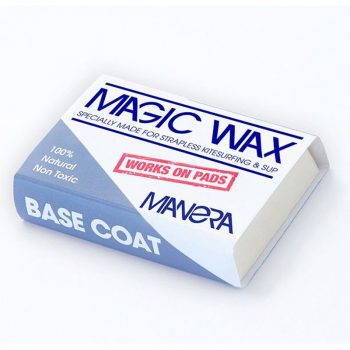 MAGIC WAX
SPECIALLY MADE FOR STRAPLESS KITESURFING & SUP
100%
Natural
Non Toxic
WORKS ON PADS
MANERA
BASE COAT